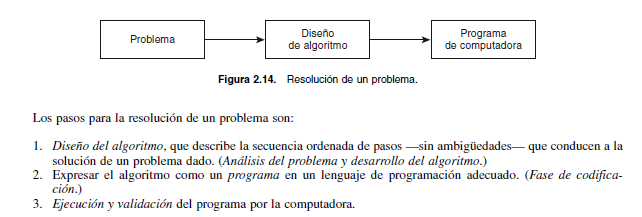 Problema
Diseño
de algoritmo
Programa
de computadora
Figura 2.14. Resolución de un problema.
Los pasos para la resolución de un problema son:
1. Diseño del algoritmo, que describe la secuencia ordenada de pasos —sin ambigüedades— que conducen a la
solución de un problema dado. (Análisis del problema y desarrollo del algoritmo.)
2. Expresar el algoritmo como un programa en un lenguaje de programación adecuado. (Fase de codifica-
ción.)
3. Ejecución y validación del programa por la computadora.